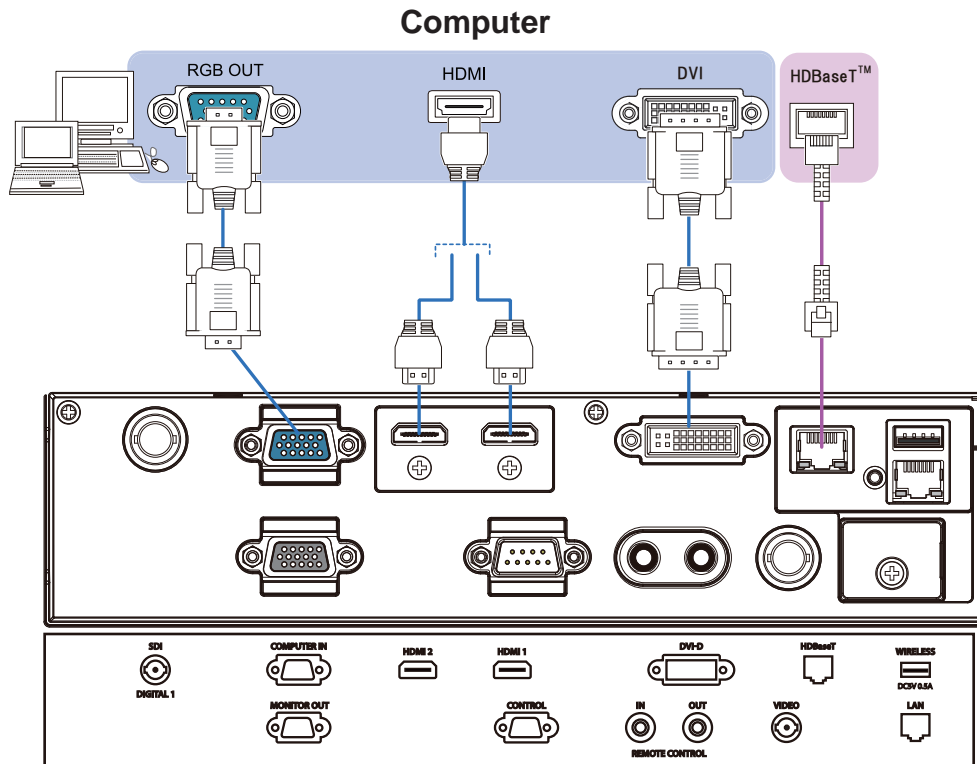 Computer
RGB OUT
HDMI
DVI
HDBaseT™
SDI
COMPUTER IN
HDMI 2
HDMI 1
DVI-D
HDBaseT
WIRELESS
DIGITAL 1
DC5V 0.5A
MONITOR OUT
CONTROL
IN
OUT
VIDEO
LAN
REMOTE CONTROL